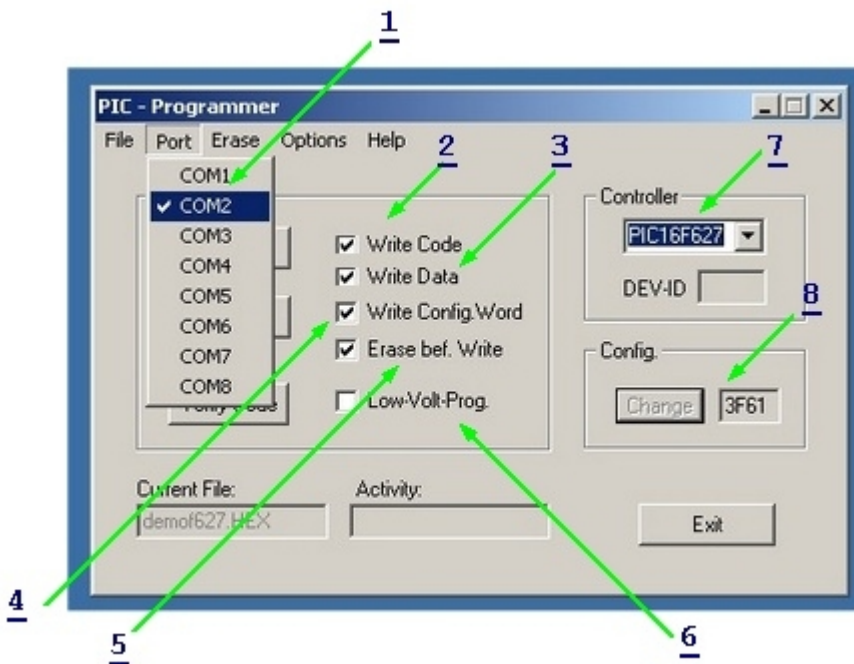 1
PIC - Programmer
File Port Erase Options Help
2
3
7
COM1
COM2
COM3
COM4
COM5
COM6
COM7
COM8
Write Code
Write Data
Write Config.Word
Erase bef. Write
Low-Volt-Prog.
Controller
PIC16F627
DEV-ID
8
Config.
Change 3F61
Current File:
demof627.HEX
Activity:
Exit
4
5
6